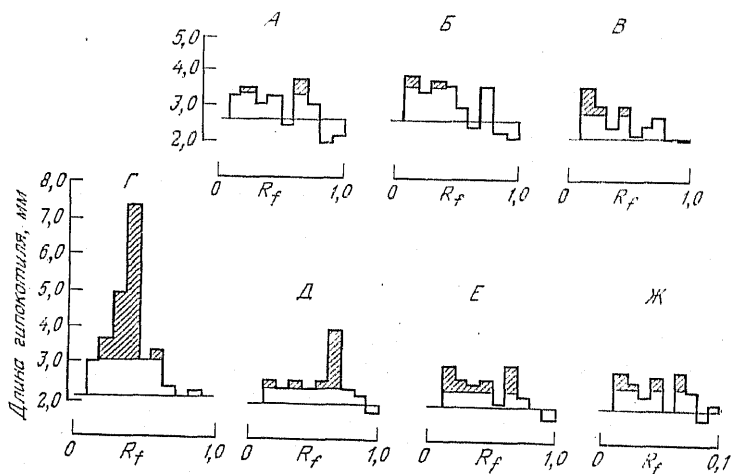 А Б В
5,0
4,0
3,0
2,0
0 R_f 1,0 0 R_f 1,0 0 R_f 1,0
Длина гипокотиля, мм
8,0
7,0
6,0
5,0
4,0
3,0
2,0
Г Д Е Ж
0 R_f 1,0 0 R_f 1,0 0 R_f 1,0 0 R_f 0,1